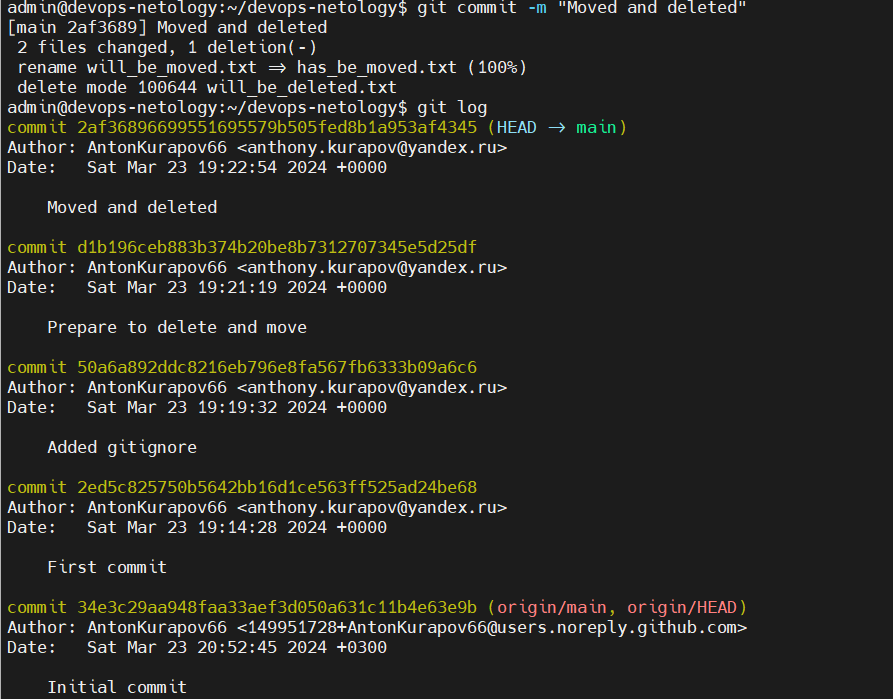 admin@devops-netology:~/devops-netology$ git commit -m "Moved and deleted"
[main 2af3689] Moved and deleted
 2 files changed, 1 deletion(-)
 rename will_be_moved.txt => has_be_moved.txt (100%)
 delete mode 100644 will_be_deleted.txt
admin@devops-netology:~/devops-netology$ git log
commit 2af36896699551695579b505fed8b1a953af4345 (HEAD -> main)
Author: AntonKurapov66 <anthony.kurapov@yandex.ru>
Date:   Sat Mar 23 19:22:54 2024 +0000

    Moved and deleted

commit d1b196ceb883b374b20be8b7312707345e5d25df
Author: AntonKurapov66 <anthony.kurapov@yandex.ru>
Date:   Sat Mar 23 19:21:19 2024 +0000

    Prepare to delete and move

commit 50a6a892ddc8216eb796e8fa567fb6333b09a6c6
Author: AntonKurapov66 <anthony.kurapov@yandex.ru>
Date:   Sat Mar 23 19:19:32 2024 +0000

    Added gitignore

commit 2ed5c825750b5642bb16d1ce563ff525ad24be68
Author: AntonKurapov66 <anthony.kurapov@yandex.ru>
Date:   Sat Mar 23 19:14:28 2024 +0000

    First commit

commit 34e3c29aa948faa33aef3d050a631c11b4e63e9b (origin/main, origin/HEAD)
Author: AntonKurapov66 <149951728+AntonKurapov66@users.noreply.github.com>
Date:   Sat Mar 23 20:52:45 2024 +0300

    Initial commit